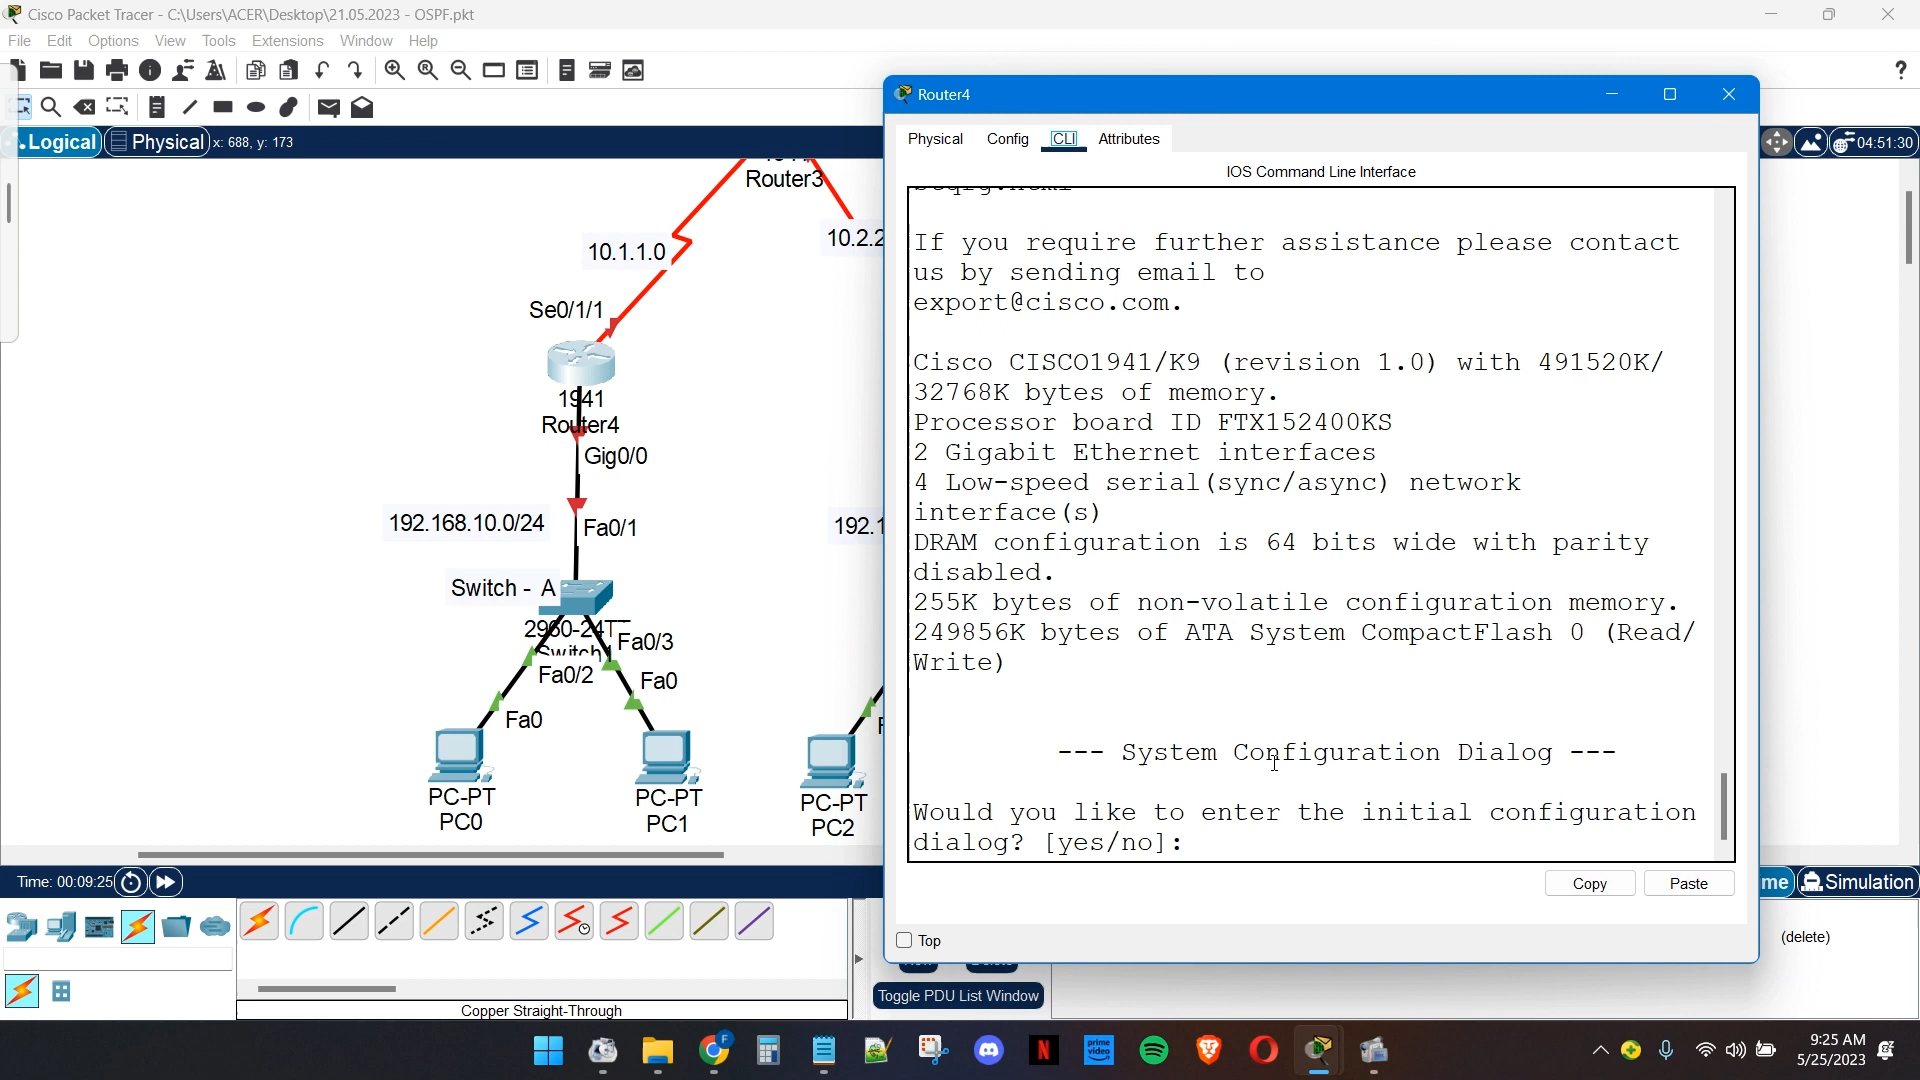 Cisco Packet Tracer - C:\Users\ACER\Desktop\21.05.2023 - OSPF.pkt
File Edit Options View Tools Extensions Window Help
Logical
Physical
x: 688, y: 173
04:51:30
Router3
10.1.1.0
10.2.2
Se0/1/1
1941
Router4
Gig0/0
192.168.10.0/24
Fa0/1
192.1
Switch - A
2960-24TT
Switch1
Fa0/3
Fa0/2
Fa0
Fa0
PC-PT
PC0
PC-PT
PC1
PC-PT
PC2
Router4
Physical Config CLI Attributes
IOS Command Line Interface
If you require further assistance please contact
us by sending email to
export@cisco.com.
Cisco CISCO1941/K9 (revision 1.0) with 491520K/
32768K bytes of memory.
Processor board ID FTX152400KS
2 Gigabit Ethernet interfaces
4 Low-speed serial(sync/async) network
interface(s)
DRAM configuration is 64 bits wide with parity
disabled.
255K bytes of non-volatile configuration memory.
249856K bytes of ATA System CompactFlash 0 (Read/
Write)
--- System Configuration Dialog ---
Would you like to enter the initial configuration
dialog? [yes/no]:
Copy
Paste
Top
Time: 00:09:25
me
Simulation
(delete)
Toggle PDU List Window
Copper Straight-Through
F
prime video
9:25 AM
5/25/2023